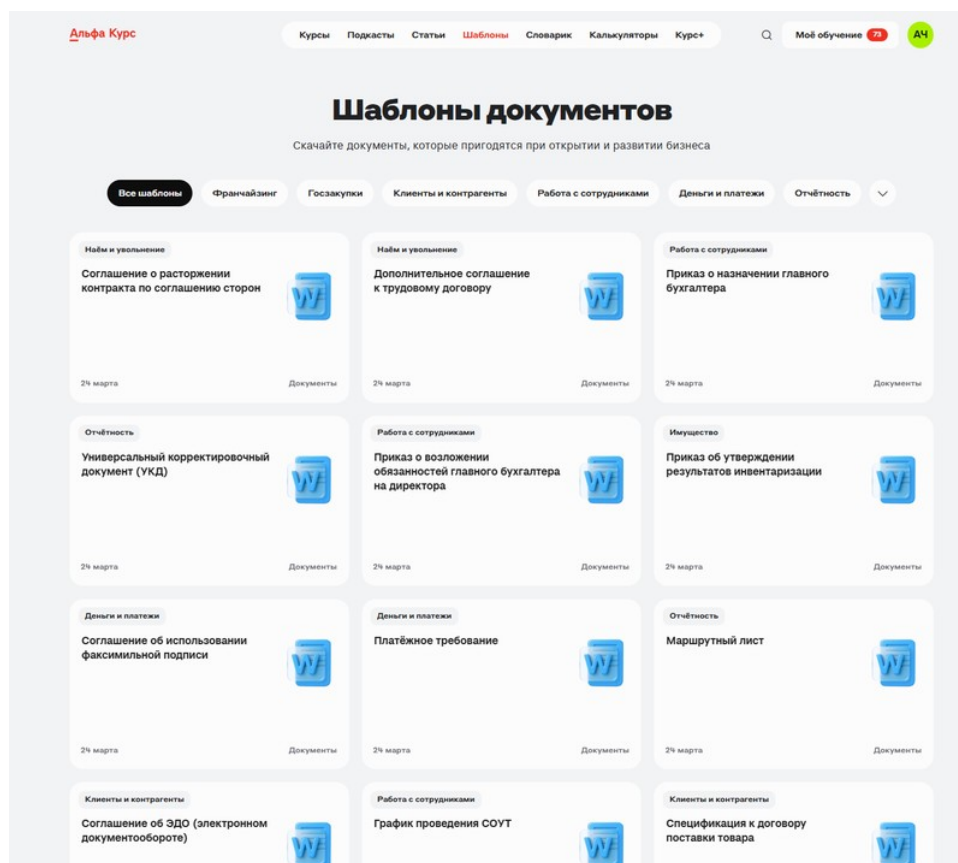 Альфа Курс
Курсы Подкасты Статьи Шаблоны Словарик Калькуляторы Курс+ Моё обучение 73 АЧ
Шаблоны документов
Скачайте документы, которые пригодятся при открытии и развитии бизнеса
Все шаблоны Франчайзинг Госзакупки Клиенты и контрагенты Работа с сотрудниками Деньги и платежи Отчётность
Наём и увольнение
Соглашение о расторжении
контракта по соглашению сторон
W
24 марта Документы
Наём и увольнение
Дополнительное соглашение
к трудовому договору
W
24 марта Документы
Работа с сотрудниками
Приказ о назначении главного
бухгалтера
W
24 марта Документы
Отчётность
Универсальный корректировочный
документ (УКД)
W
24 марта Документы
Работа с сотрудниками
Приказ о возложении
обязанностей главного бухгалтера
на директора
W
24 марта Документы
Имущество
Приказ об утверждении
результатов инвентаризации
W
24 марта Документы
Деньги и платежи
Соглашение об использовании
факсимильной подписи
W
24 марта Документы
Деньги и платежи
Платёжное требование
W
24 марта Документы
Отчётность
Маршрутный лист
W
24 марта Документы
Клиенты и контрагенты
Соглашение об ЭДО (электронном
документообороте)
W
Работа с сотрудниками
График проведения СОУТ
W
Клиенты и контрагенты
Спецификация к договору
поставки товара
W